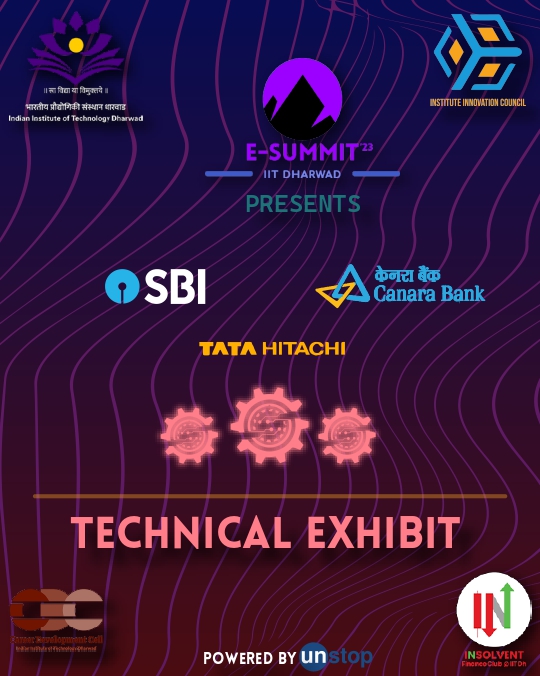 || सा विद्या या विमुक्तये ||
भारतीय प्रौद्योगिकी संस्थान धारवाड
Indian Institute of Technology Dharwad
INSTITUTE INNOVATION COUNCIL
E-SUMMIT'23
IIT DHARWAD
PRESENTS
SBI
केनरा बैंक
Canara Bank
TATA HITACHI
TECHNICAL EXHIBIT
CDC
Career Development Cell
Indian Institute of Technology Dharwad
IN
INSOLVENT
Finance Club @ IIT Dh
POWERED BY unstop